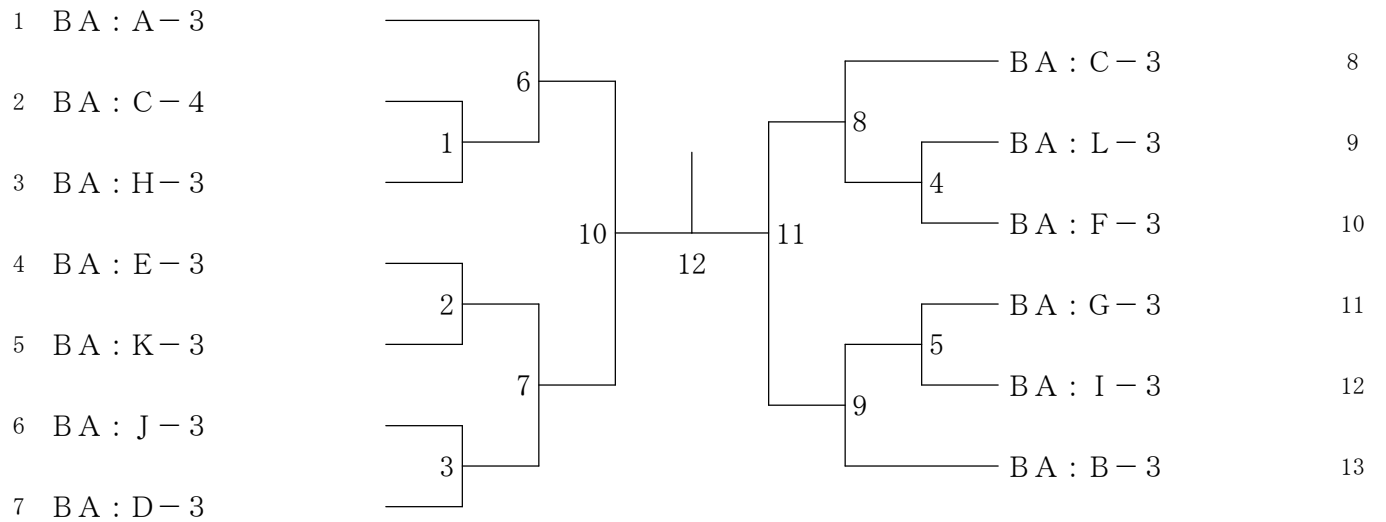 1 BA:A-3
2 BA:C-4
3 BA:H-3
4 BA:E-3
5 BA:K-3
6 BA:J-3
7 BA:D-3
6
1
2
7
3
10
12
11
8
4
5
9
BA:C-3 8
BA:L-3 9
BA:F-3 10
BA:G-3 11
BA:I-3 12
BA:B-3 13